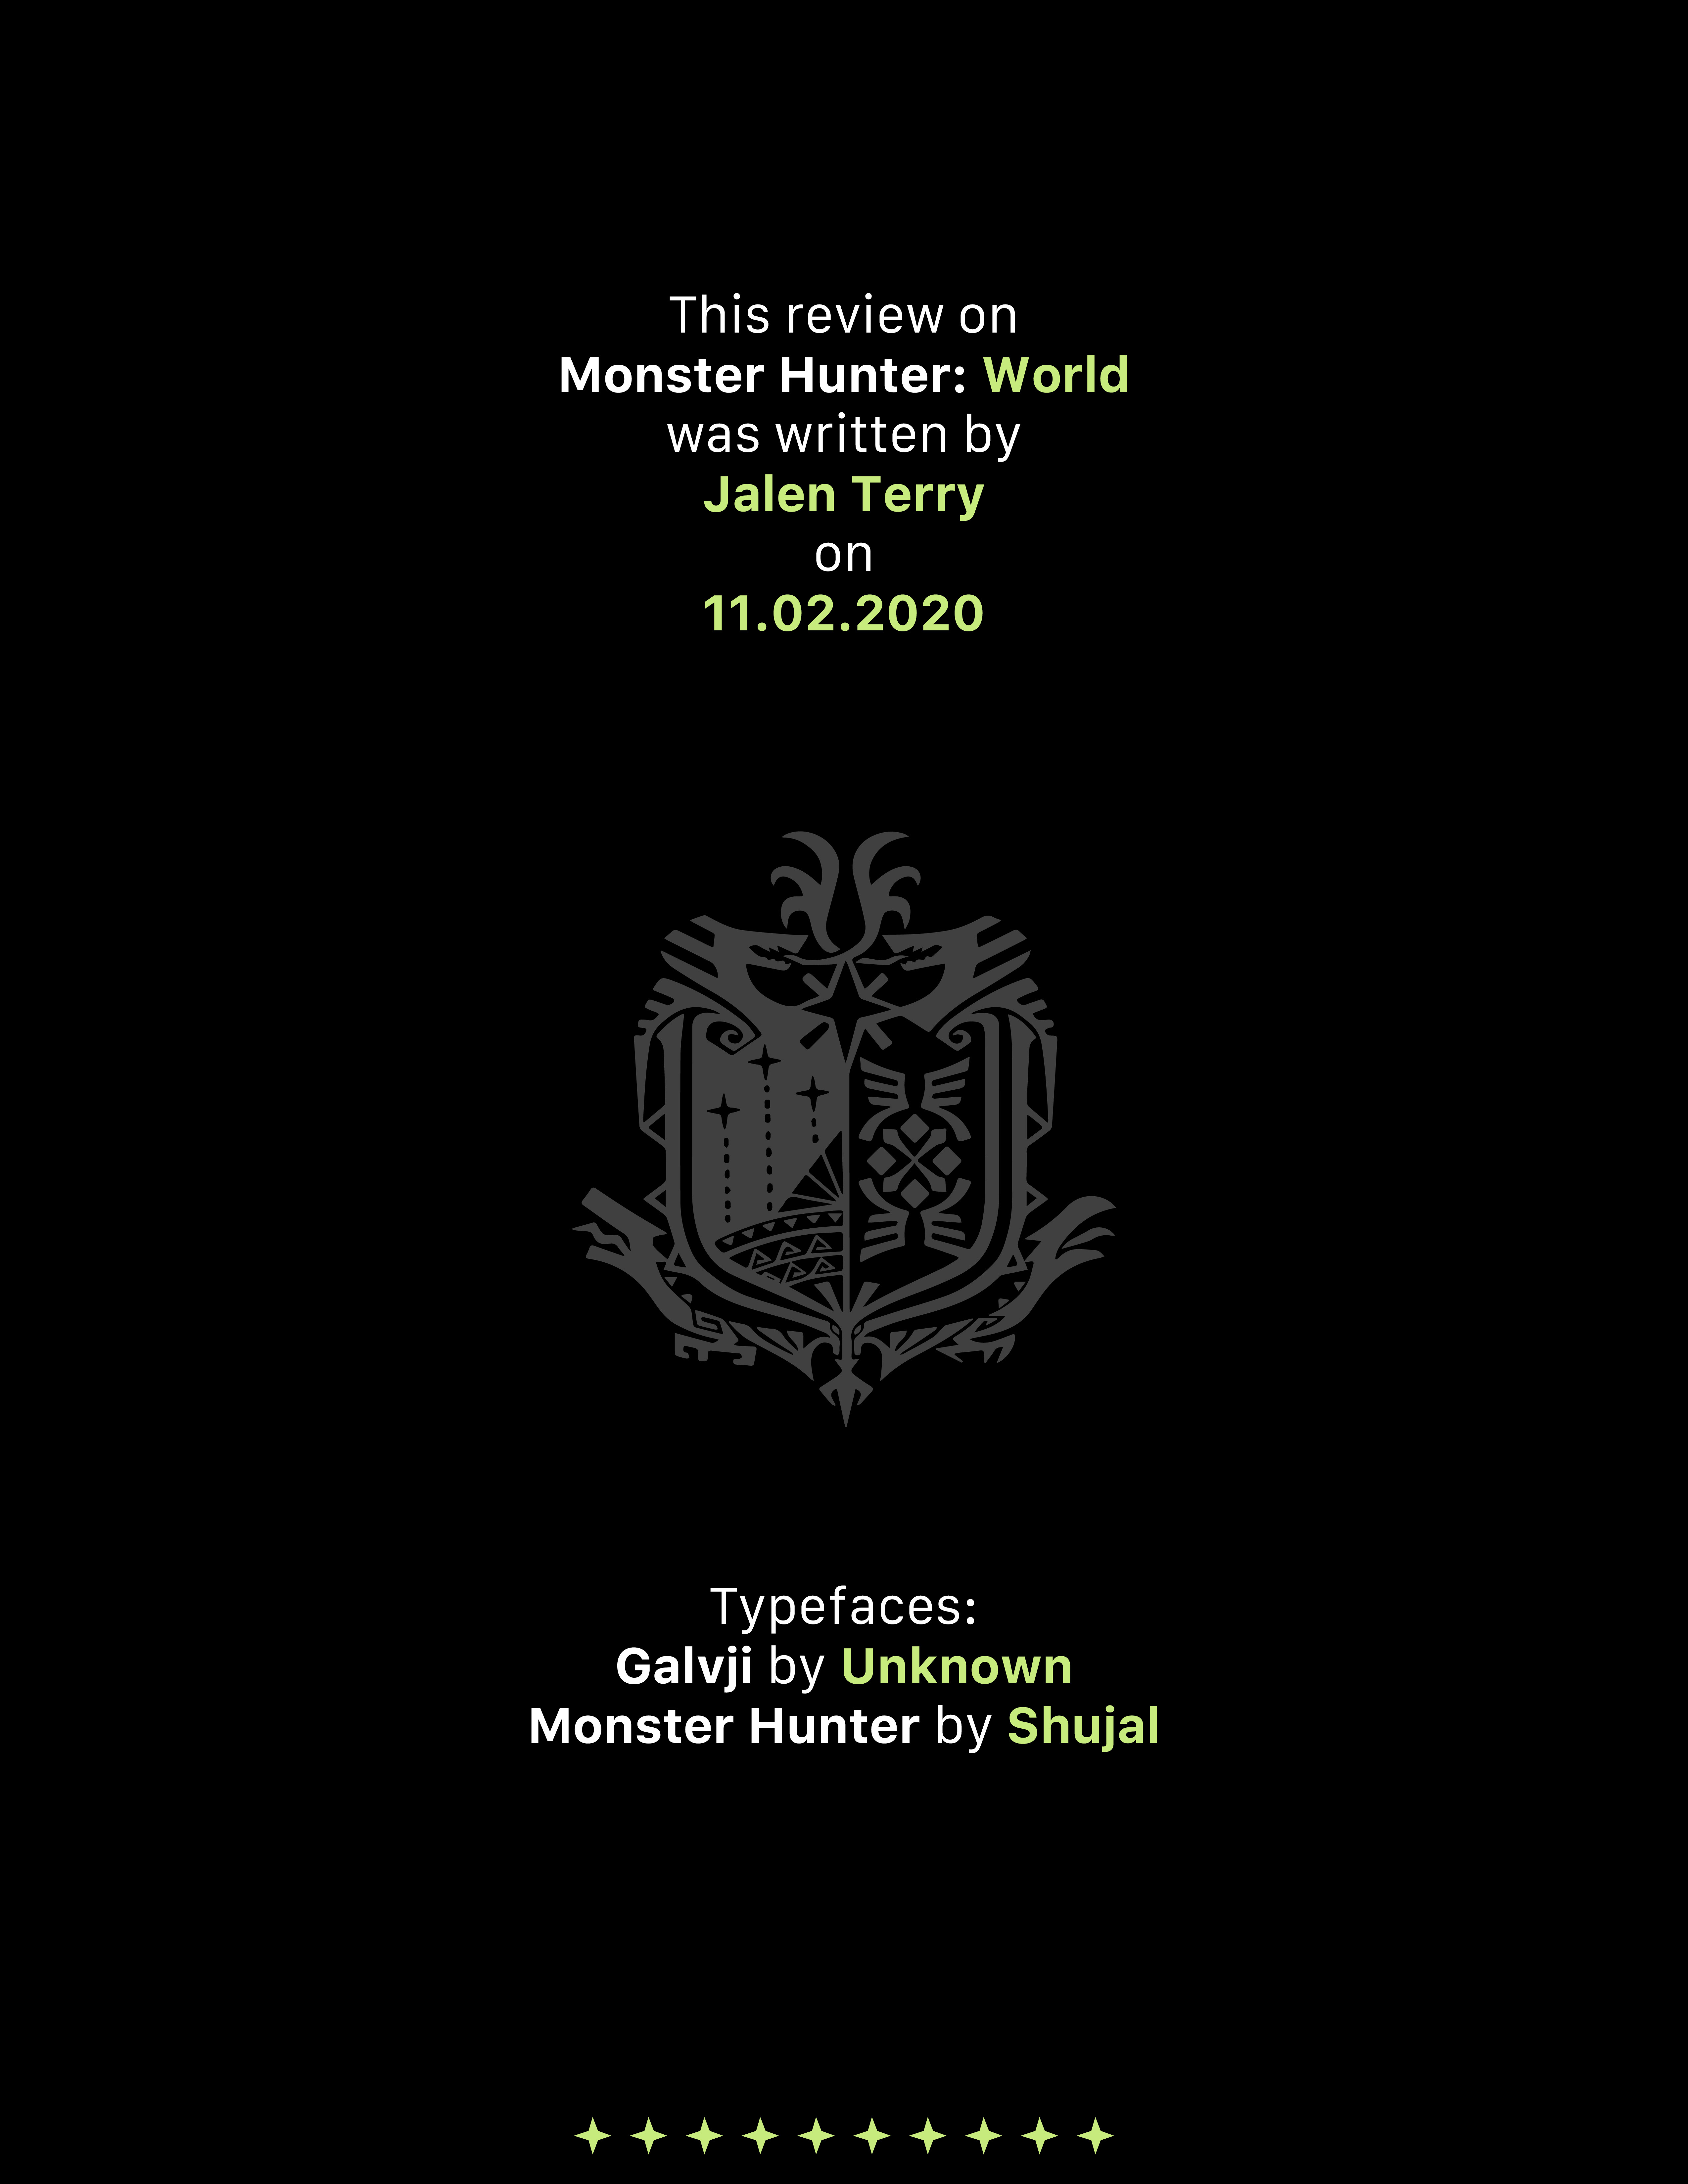 This review on
Monster Hunter: World
was written by
Jalen Terry
on
11.02.2020
Typefaces:
Galvji by Unknown
Monster Hunter by Shujal